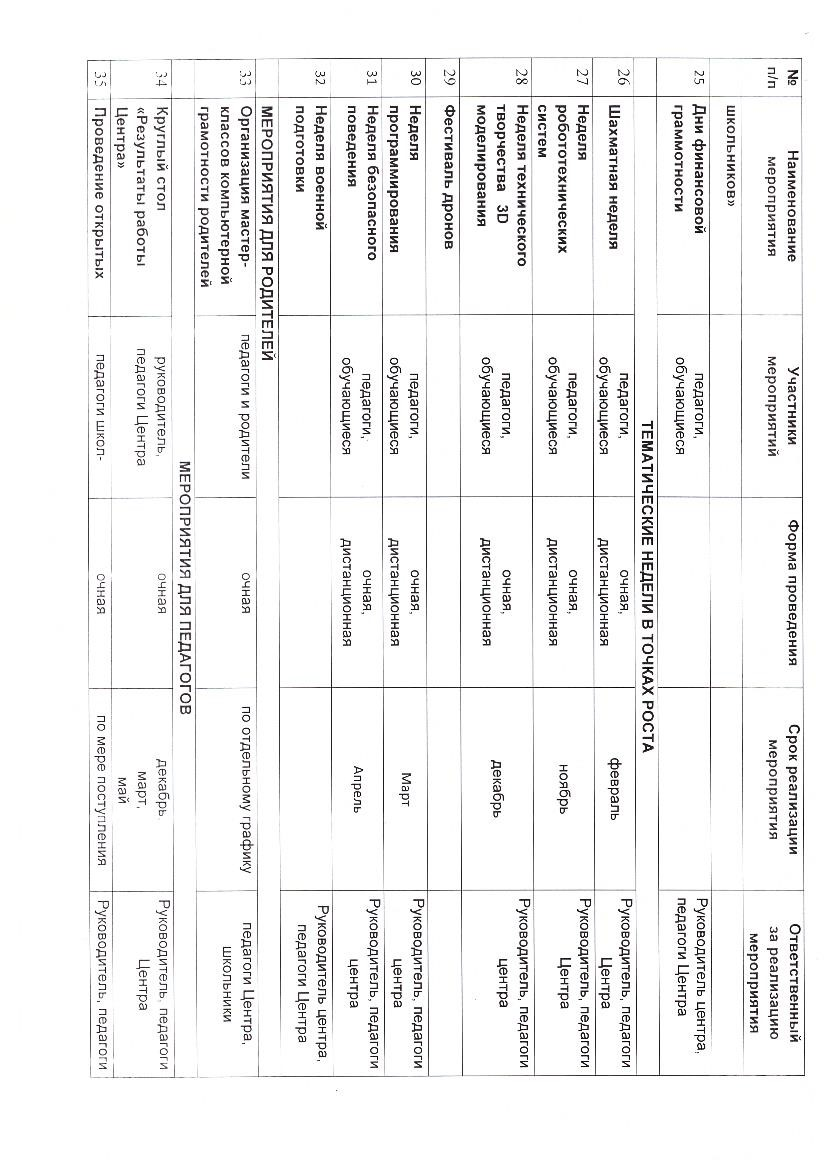 № п/п | Наименование мероприятия | Участники мероприятий | Форма проведения | Срок реализации мероприятия | Ответственный за реализацию мероприятия
школьников»
25 | Дни финансовой граммотности | педагоги, обучающиеся | Руководитель центра, педагоги Центра
ТЕМАТИЧЕСКИЕ НЕДЕЛИ В ТОЧКАХ РОСТА
26 | Шахматная неделя | педагоги, обучающиеся | очная, дистанционная | февраль | Руководитель, педагоги Центра
27 | Неделя робототехнических систем | педагоги, обучающиеся | очная, дистанционная | ноябрь | Руководитель, педагоги Центра
28 | Неделя технического творчества 3D моделирования | педагоги, обучающиеся | очная, дистанционная | декабрь | Руководитель, педагоги центра
29 | Фестиваль дронов
30 | Неделя программирования | педагоги, обучающиеся | очная, дистанционная | Март | Руководитель, педагоги центра
31 | Неделя безопасного поведения | педагоги, обучающиеся | очная, дистанционная | Апрель | Руководитель, педагоги центра
32 | Неделя военной подготовки | Руководитель центра, педагоги Центра
МЕРОПРИЯТИЯ ДЛЯ РОДИТЕЛЕЙ
33 | Организация мастер-классов компьютерной грамотности родителей | педагоги и родители | очная | по отдельному графику | педагоги Центра, школьники
МЕРОПРИЯТИЯ ДЛЯ ПЕДАГОГОВ
34 | Круглый стол «Результаты работы Центра» | руководитель, педагоги Центра | очная | декабрь, март, май | Руководитель, педагоги Центра
35 | Проведение открытых | педагоги школ- | очная | по мере поступления | Руководитель, педагоги